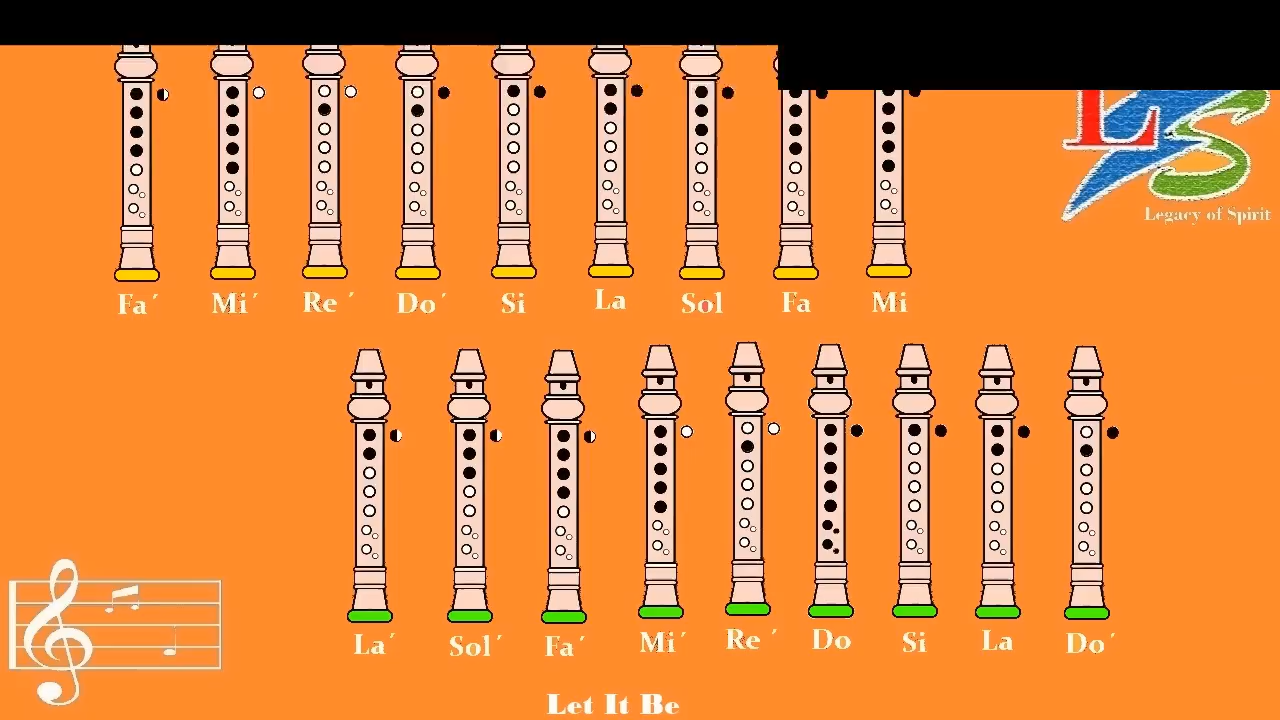 LS
Legacy of Spirit
Fa´ Mi´ Re ´ Do´ Si La Sol Fa Mi
La´ Sol´ Fa´ Mi´ Re ´ Do Si La Do´
Let It Be